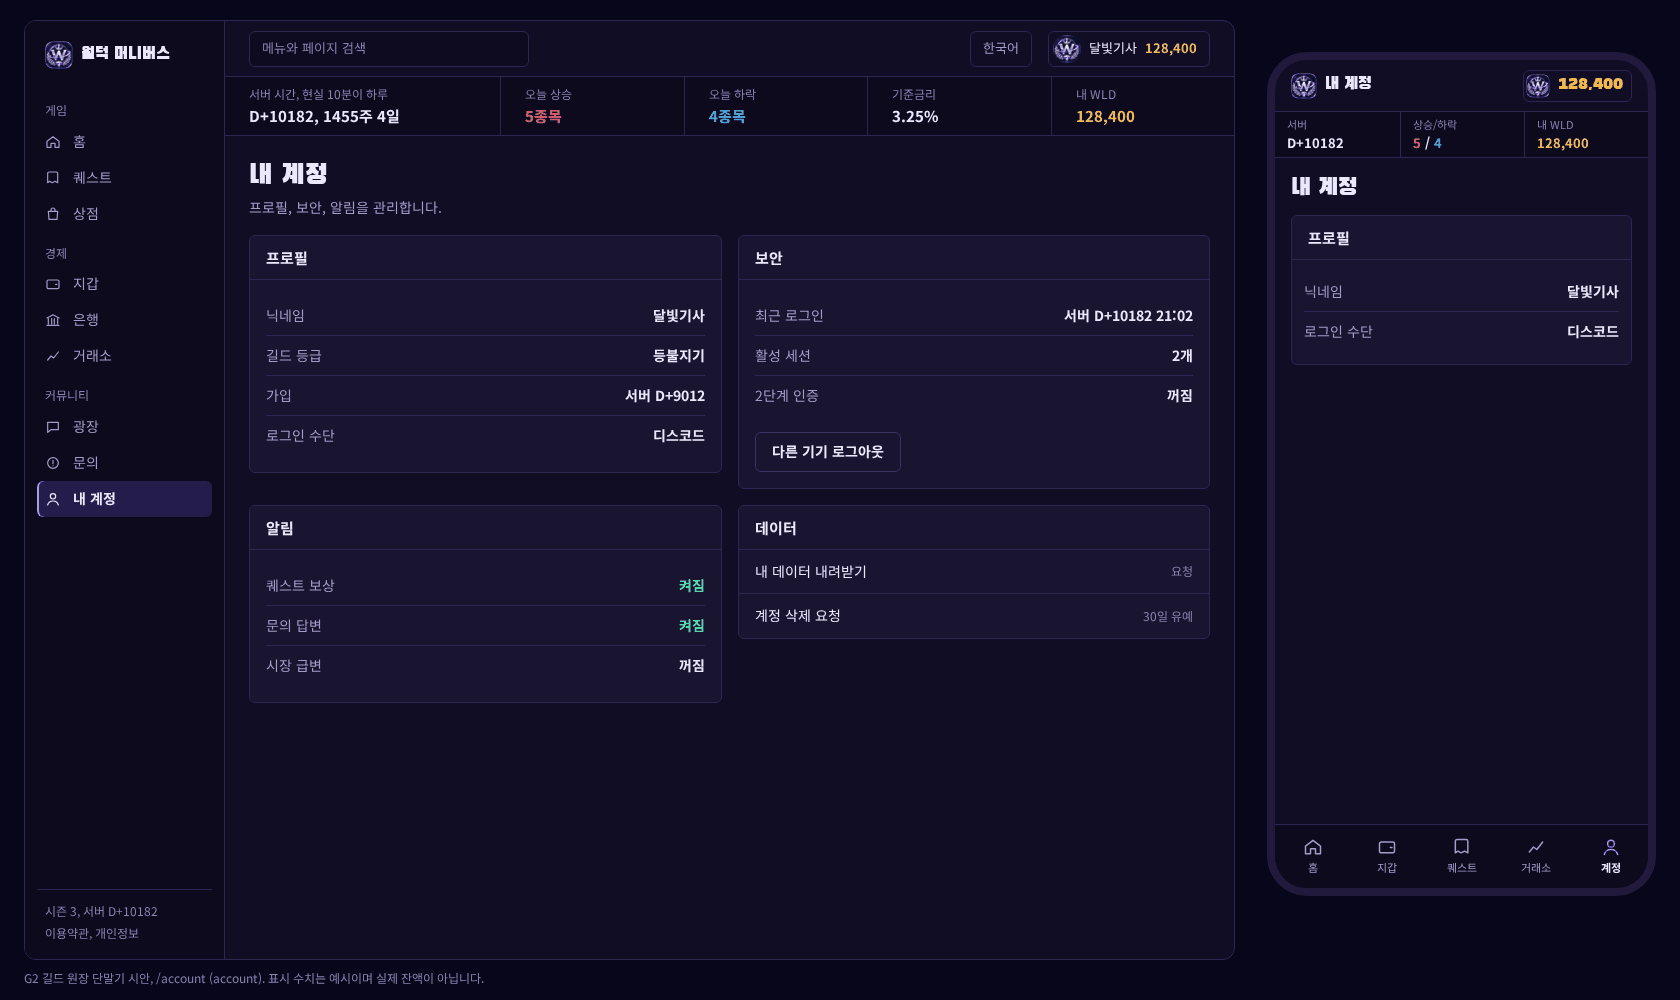 월덕 머니버스
게임
홈
퀘스트
상점
경제
지갑
은행
거래소
커뮤니티
광장
문의
내 계정
시즌 3, 서버 D+10182
이용약관, 개인정보
메뉴와 페이지 검색
한국어
달빛기사 128,400
서버 시간, 현실 10분이 하루
D+10182, 1455주 4일
오늘 상승
5종목
오늘 하락
4종목
기준금리
3.25%
내 WLD
128,400
내 계정
프로필, 보안, 알림을 관리합니다.
프로필
닉네임 달빛기사
길드 등급 등불지기
가입 서버 D+9012
로그인 수단 디스코드
보안
최근 로그인 서버 D+10182 21:02
활성 세션 2개
2단계 인증 꺼짐
다른 기기 로그아웃
알림
퀘스트 보상 켜짐
문의 답변 켜짐
시장 급변 꺼짐
데이터
내 데이터 내려받기 요청
계정 삭제 요청 30일 유예
내 계정
128,400
서버
D+10182
상승/하락
5 / 4
내 WLD
128,400
내 계정
프로필
닉네임 달빛기사
로그인 수단 디스코드
홈
지갑
퀘스트
거래소
계정
G2 길드 원장 단말기 시안, /account (account). 표시 수치는 예시이며 실제 잔액이 아닙니다.